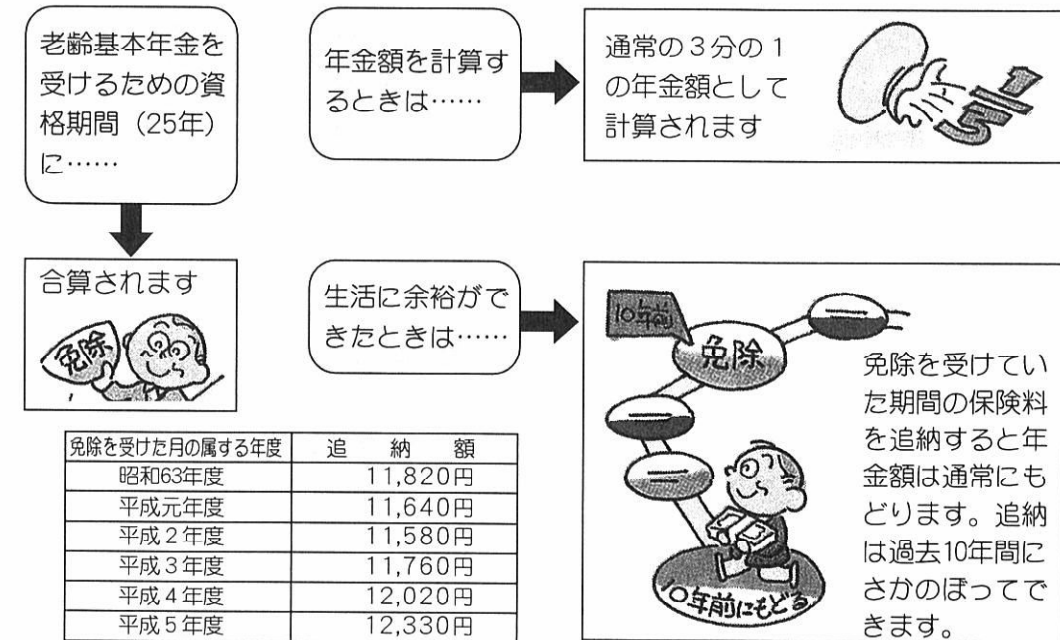 老齢基本年金を
受けるための資
格期間（25年）
に……
合算されます
免除
年金額を計算す
るときは……
通常の３分の１
の年金額として
計算されます
生活に余裕がで
きたときは……
10年前
免除
10年前にもどる
免除を受けてい
た期間の保険料
を追納すると年
金額は通常にも
どります。追納
は過去10年間に
さかのぼってで
きます。
免除を受けた月の属する年度 追納額
昭和63年度 11,820円
平成元年度 11,640円
平成２年度 11,580円
平成３年度 11,760円
平成４年度 12,020円
平成５年度 12,330円